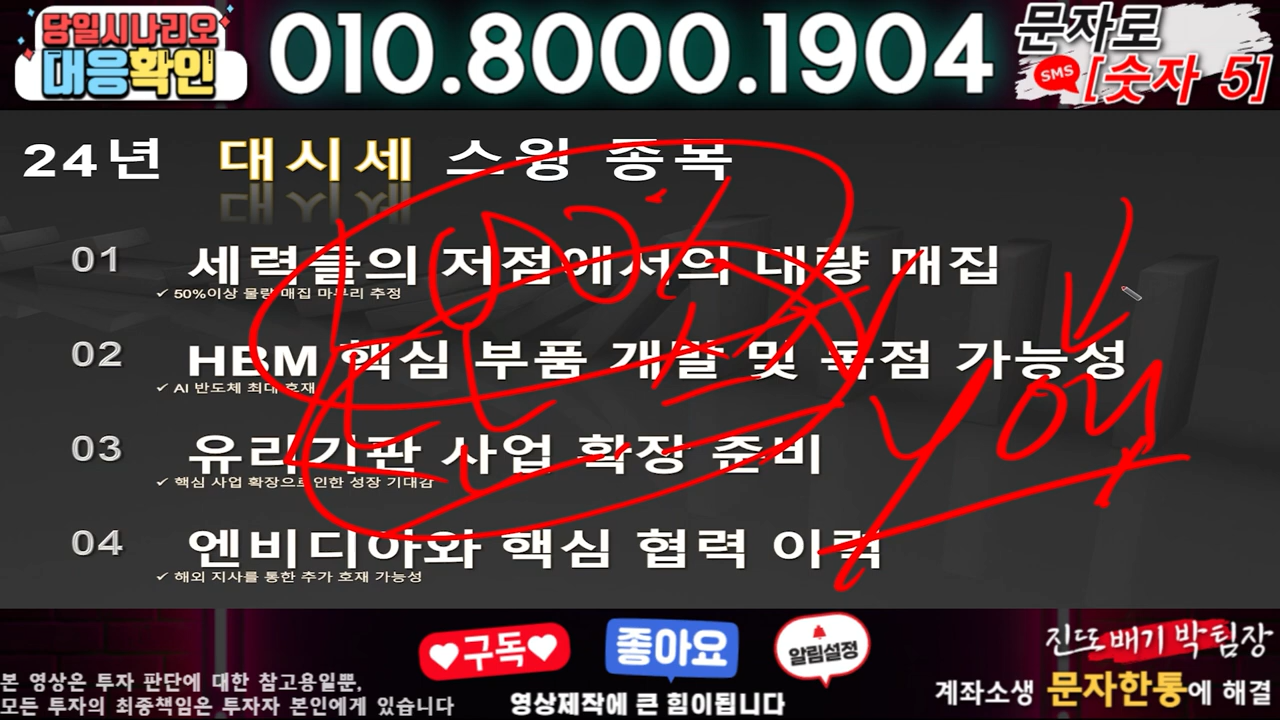 당일시나리오
대응확인
010.8000.1904
문자로
SMS [숫자 5]
24년 대시세 스윙 종목
01 세력들의 저점에서의 대량 매집
✓ 50%이상 물량 매집 마무리 추정
02 HBM 핵심 부품 개발 및 독점 가능성
✓ AI 반도체 최대 호재
03 유리기판 사업 확장 준비
✓ 핵심 사업 확장으로 인한 성장 기대감
04 엔비디아와 핵심 협력 이력
✓ 해외 지사를 통한 추가 호재 가능성
구독
좋아요
알림설정
영상제작에 큰 힘이됩니다
본 영상은 투자 판단에 대한 참고용일뿐,
모든 투자의 최종책임은 투자자 본인에게 있습니다
진또배기 박팀장
계좌소생 문자한통에 해결